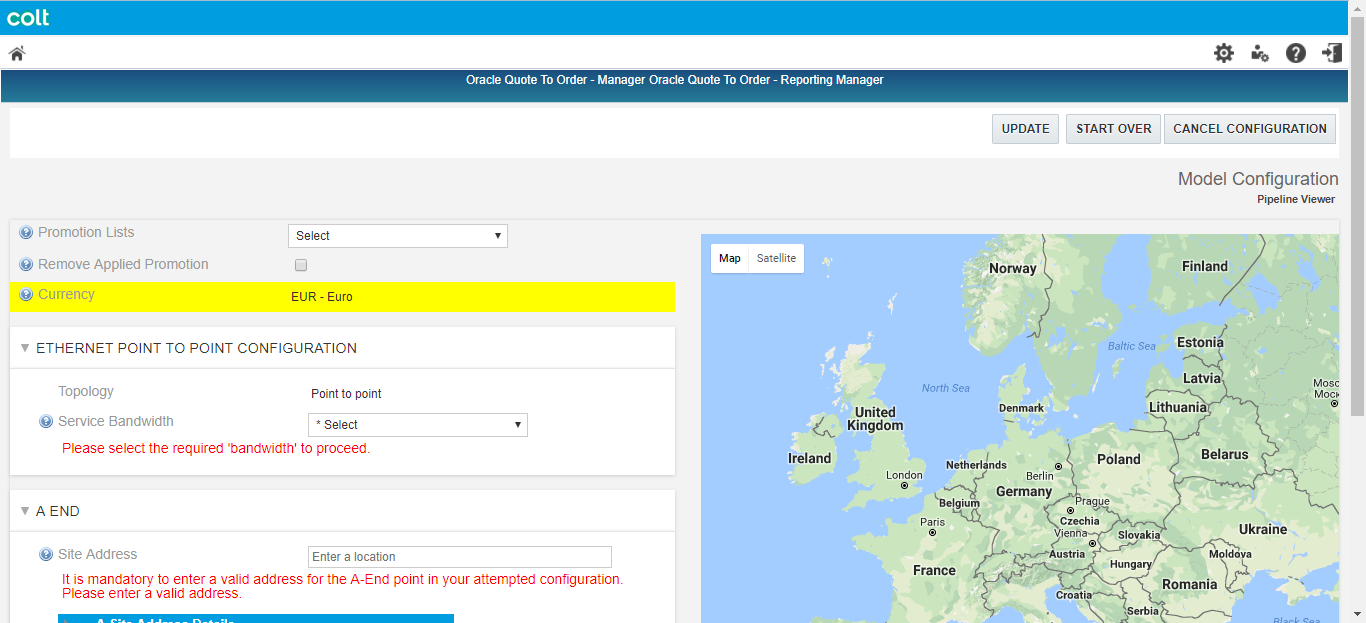 colt
Oracle Quote To Order - Manager Oracle Quote To Order - Reporting Manager
UPDATE
START OVER
CANCEL CONFIGURATION
Model Configuration
Pipeline Viewer
Promotion Lists
Select
Remove Applied Promotion
Currency
EUR - Euro
ETHERNET POINT TO POINT CONFIGURATION
Topology
Point to point
Service Bandwidth
* Select
Please select the required 'bandwidth' to proceed.
A END
Site Address
Enter a location
It is mandatory to enter a valid address for the A-End point in your attempted configuration.
Please enter a valid address.
A Site Address Details
Map
Satellite
Norway
Finland
Baltic Sea
Estonia
North Sea
Latvia
Mosc
Моск
Denmark
Lithuania
United
Kingdom
Ireland
Netherlands
Poland
Belarus
London
Berlin
Germany
Belgium
Prague
Paris
Czechia
Ukraine
Vienna
Slovakia
Austria
Moldova
France
Hungary
Romania
Croatia
Serbia
Black Sea